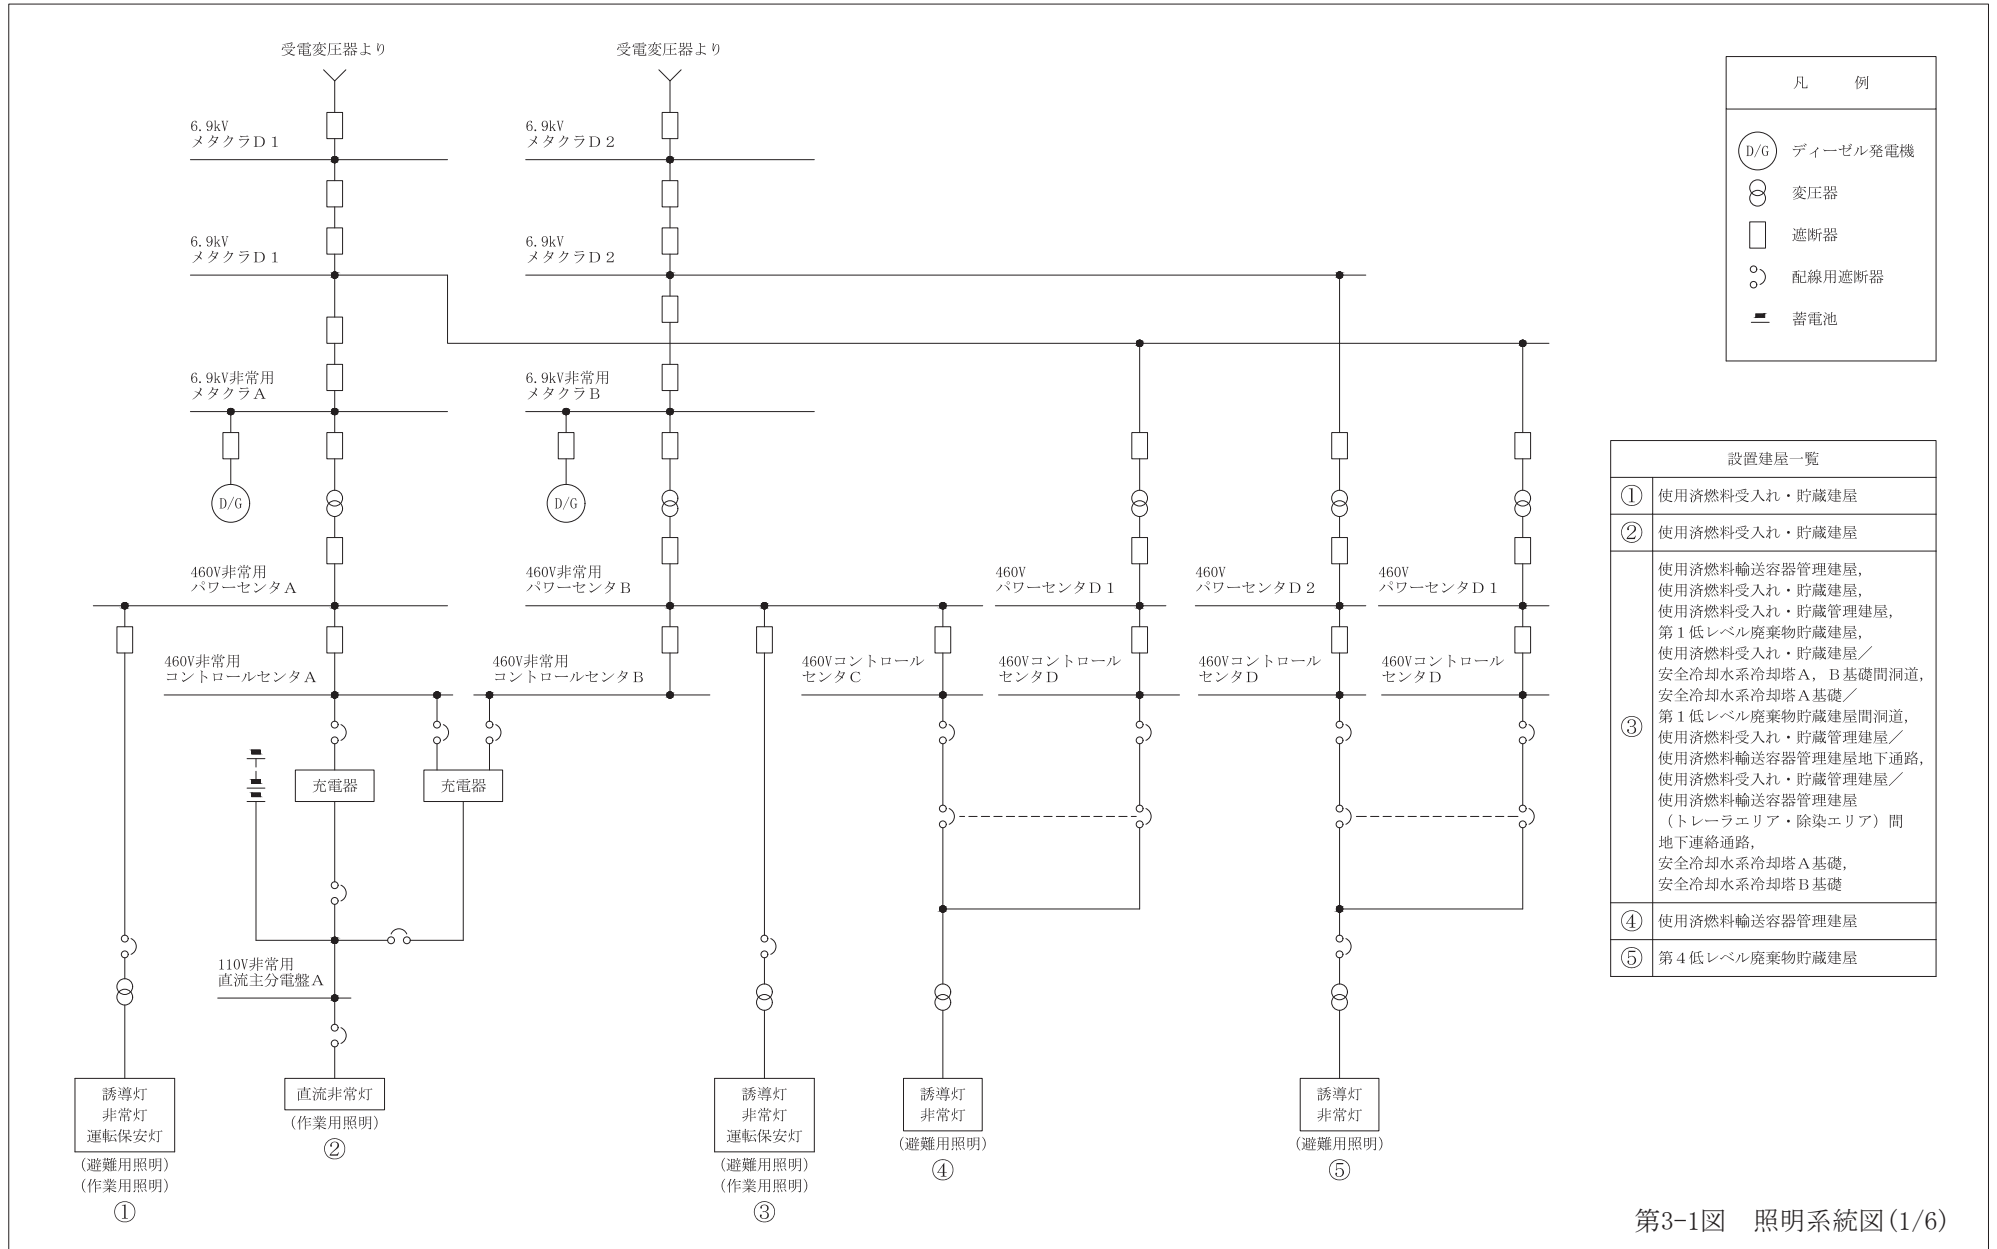 受電変圧器より
受電変圧器より
6.9kV
メタクラD1
6.9kV
メタクラD2
6.9kV
メタクラD1
6.9kV
メタクラD2
6.9kV非常用
メタクラA
6.9kV非常用
メタクラB
D/G
D/G
460V非常用
パワーセンタA
460V非常用
パワーセンタB
460V
パワーセンタD1
460V
パワーセンタD2
460V
パワーセンタD1
460V非常用
コントロールセンタA
460V非常用
コントロールセンタB
460Vコントロール
センタC
460Vコントロール
センタD
460Vコントロール
センタD
460Vコントロール
センタD
充電器
充電器
110V非常用
直流主分電盤A
誘導灯
非常灯
運転保安灯
(避難用照明)
(作業用照明)
①
直流非常灯
(作業用照明)
②
誘導灯
非常灯
運転保安灯
(避難用照明)
(作業用照明)
③
誘導灯
非常灯
(避難用照明)
④
誘導灯
非常灯
(避難用照明)
⑤
凡 例
D/G ディーゼル発電機
変圧器
遮断器
配線用遮断器
蓄電池
設置建屋一覧
① 使用済燃料受入れ・貯蔵建屋
② 使用済燃料受入れ・貯蔵建屋
③
使用済燃料輸送容器管理建屋,
使用済燃料受入れ・貯蔵建屋,
使用済燃料受入れ・貯蔵管理建屋,
第1低レベル廃棄物貯蔵建屋,
使用済燃料受入れ・貯蔵建屋／
安全冷却水系冷却塔A，B基礎間洞道,
安全冷却水系冷却塔A基礎／
第1低レベル廃棄物貯蔵建屋間洞道,
使用済燃料受入れ・貯蔵管理建屋／
使用済燃料輸送容器管理建屋地下通路,
使用済燃料受入れ・貯蔵管理建屋／
使用済燃料輸送容器管理建屋
（トレーラエリア・除染エリア）間
地下連絡通路,
安全冷却水系冷却塔A基礎,
安全冷却水系冷却塔B基礎
④ 使用済燃料輸送容器管理建屋
⑤ 第4低レベル廃棄物貯蔵建屋
第3-1図 照明系統図(1/6)